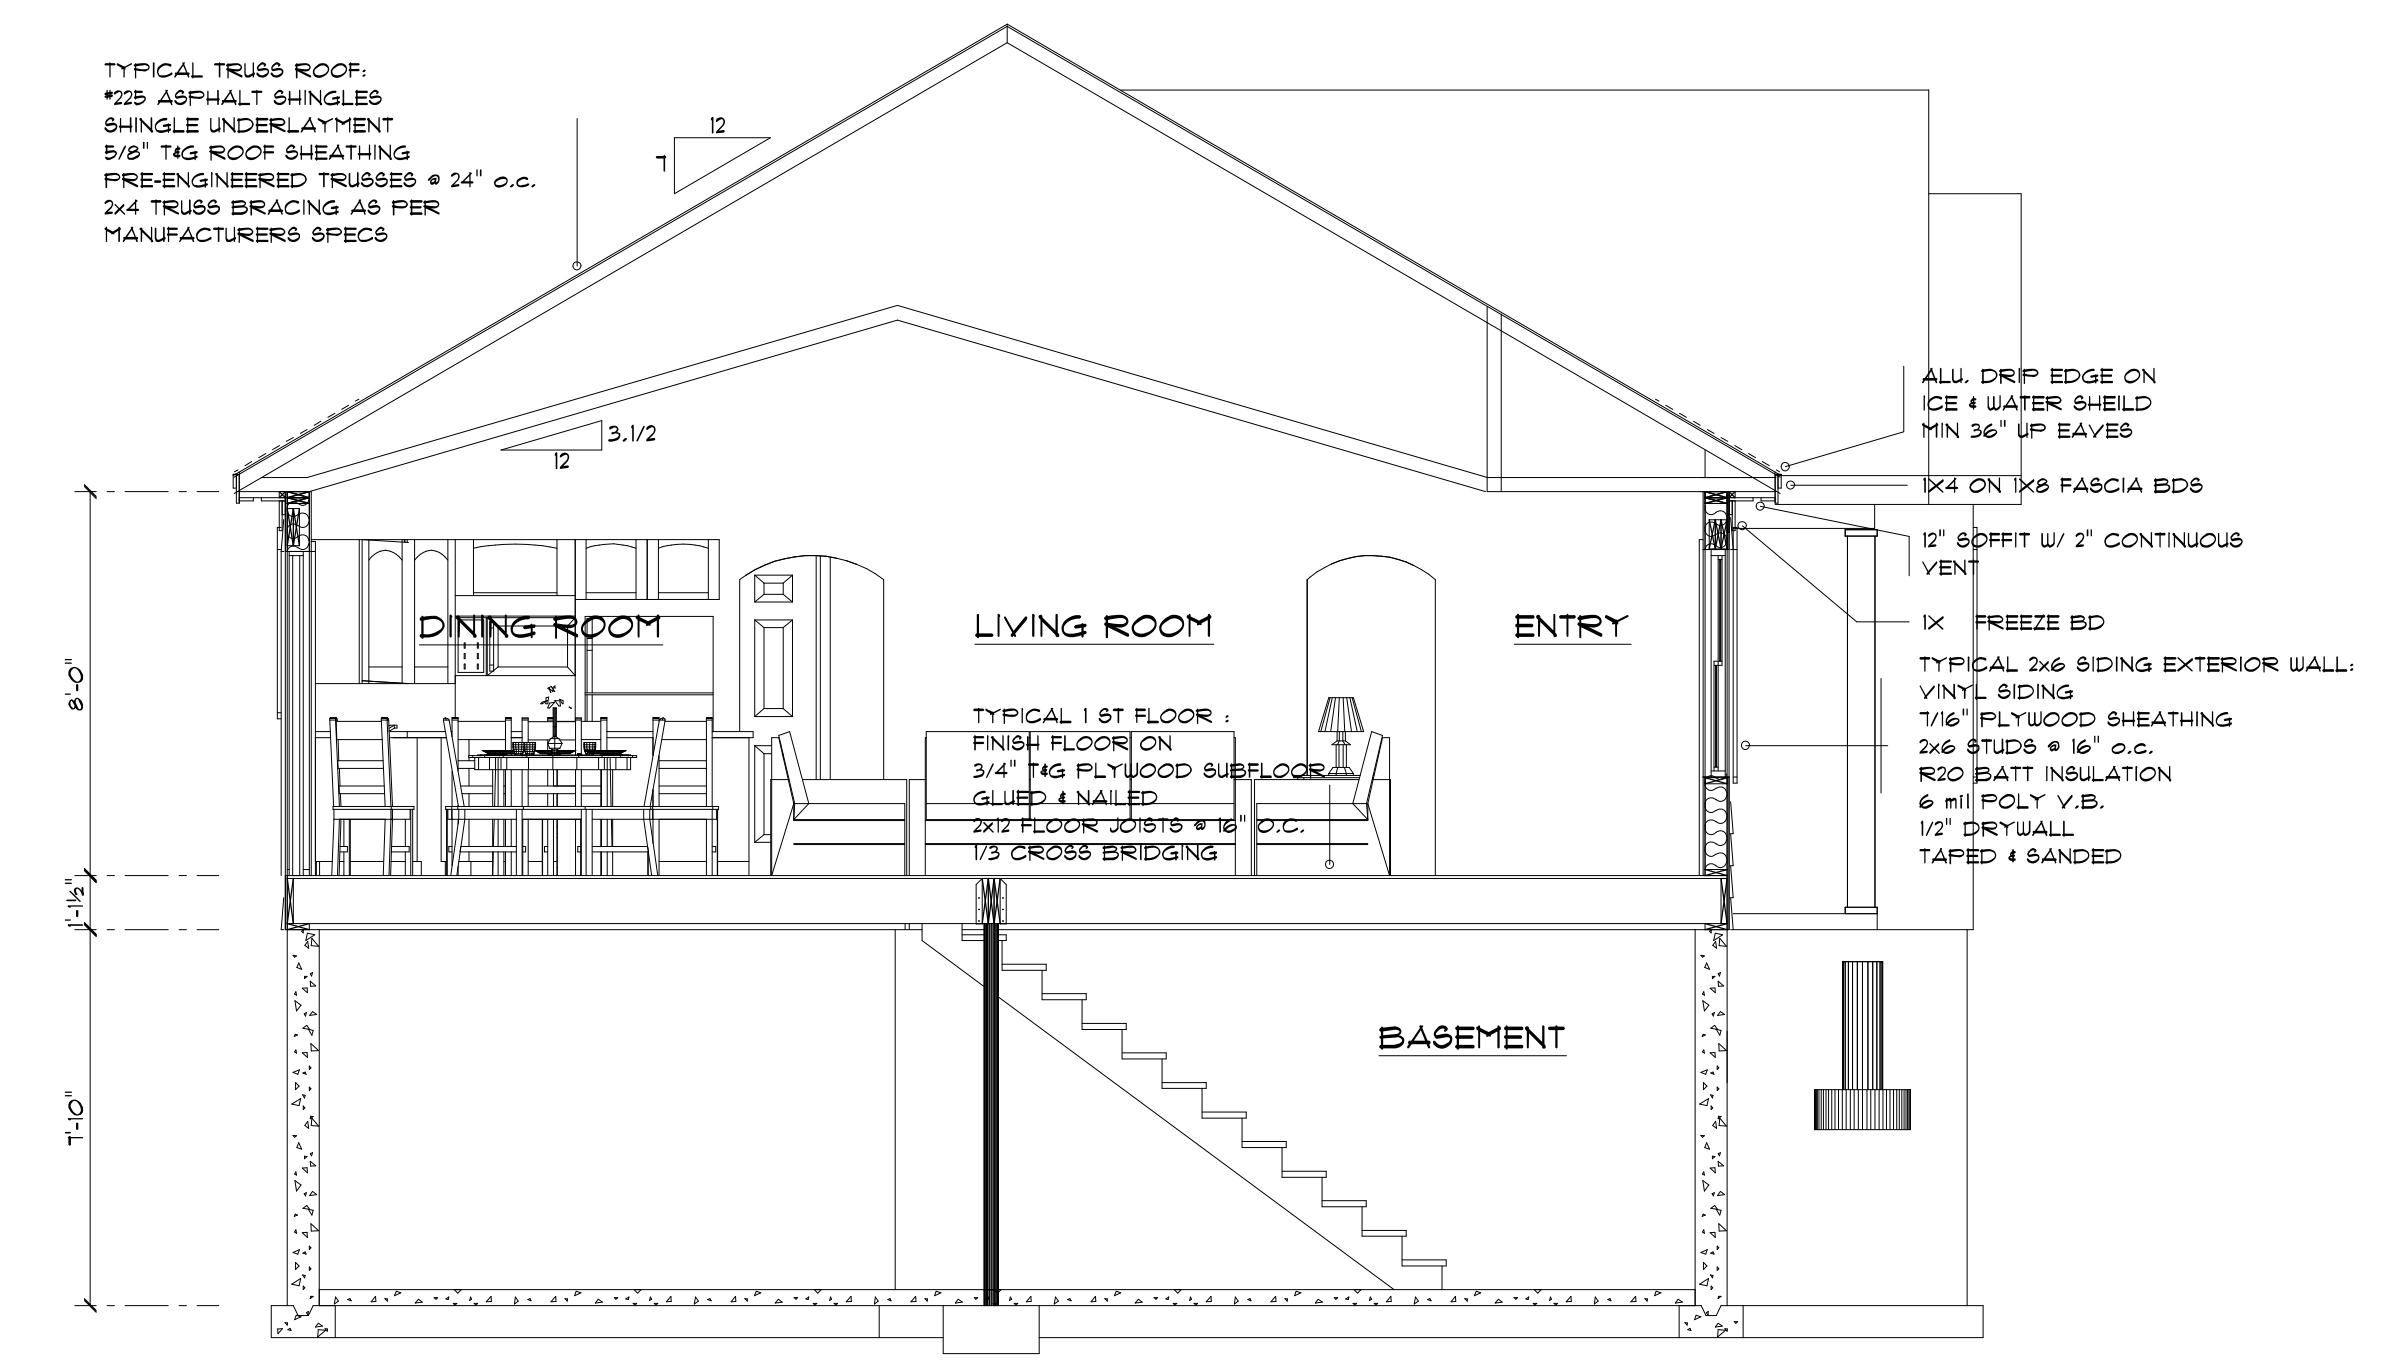 TYPICAL TRUSS ROOF:
#225 ASPHALT SHINGLES
SHINGLE UNDERLAYMENT
5/8" T&G ROOF SHEATHING
PRE-ENGINEERED TRUSSES @ 24" o.c.
2x4 TRUSS BRACING AS PER
MANUFACTURERS SPECS
12
7
3.1/2
12
ALU. DRIP EDGE ON
ICE & WATER SHEILD
MIN 36" UP EAVES
1X4 ON 1X8 FASCIA BDS
12" SOFFIT W/ 2" CONTINUOUS
VENT
1X FREEZE BD
TYPICAL 2x6 SIDING EXTERIOR WALL:
VINYL SIDING
7/16" PLYWOOD SHEATHING
2x6 STUDS @ 16" o.c.
R20 BATT INSULATION
6 mil POLY V.B.
1/2" DRYWALL
TAPED & SANDED
DINING ROOM
LIVING ROOM
ENTRY
TYPICAL 1 ST FLOOR :
FINISH FLOOR ON
3/4" T&G PLYWOOD SUBFLOOR
GLUED & NAILED
2x12 FLOOR JOISTS @ 16" O.C.
1/3 CROSS BRIDGING
8'-0"
1'-1½"
7'-10"
BASEMENT